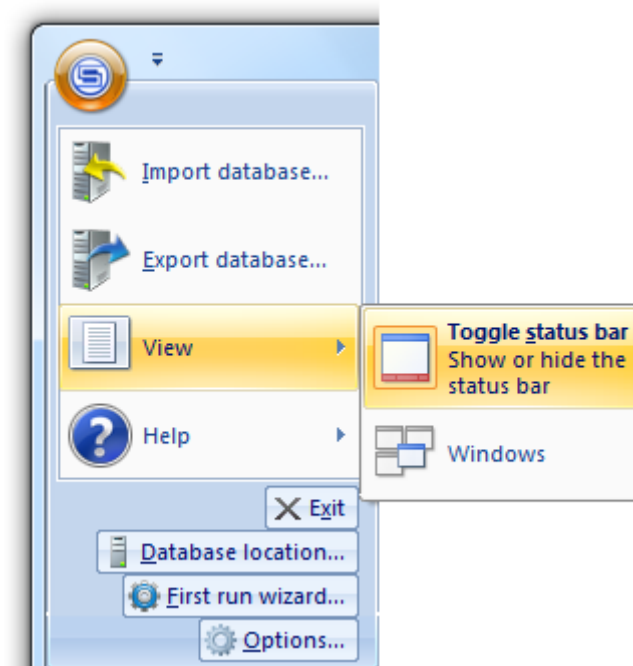 Import database...
Export database...
View
Toggle status bar
Show or hide the
status bar
Help
Windows
Exit
Database location...
First run wizard...
Options...